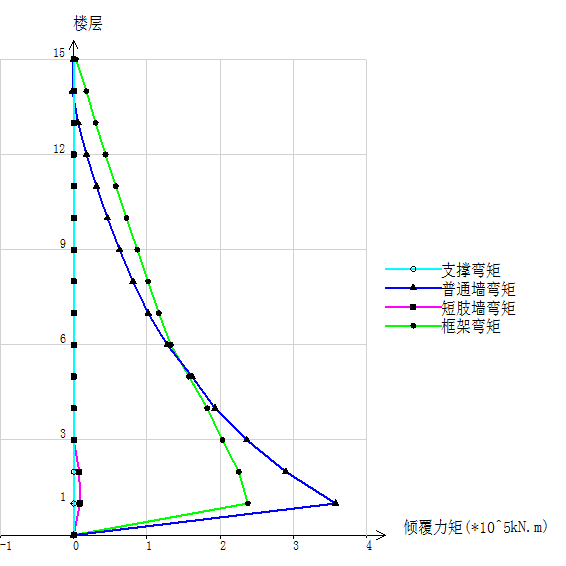 楼层
15
12
9
6
3
1
支撑弯矩
普通墙弯矩
短肢墙弯矩
框架弯矩
倾覆力矩(*10^5kN.m)
-1 0 1 2 3 4